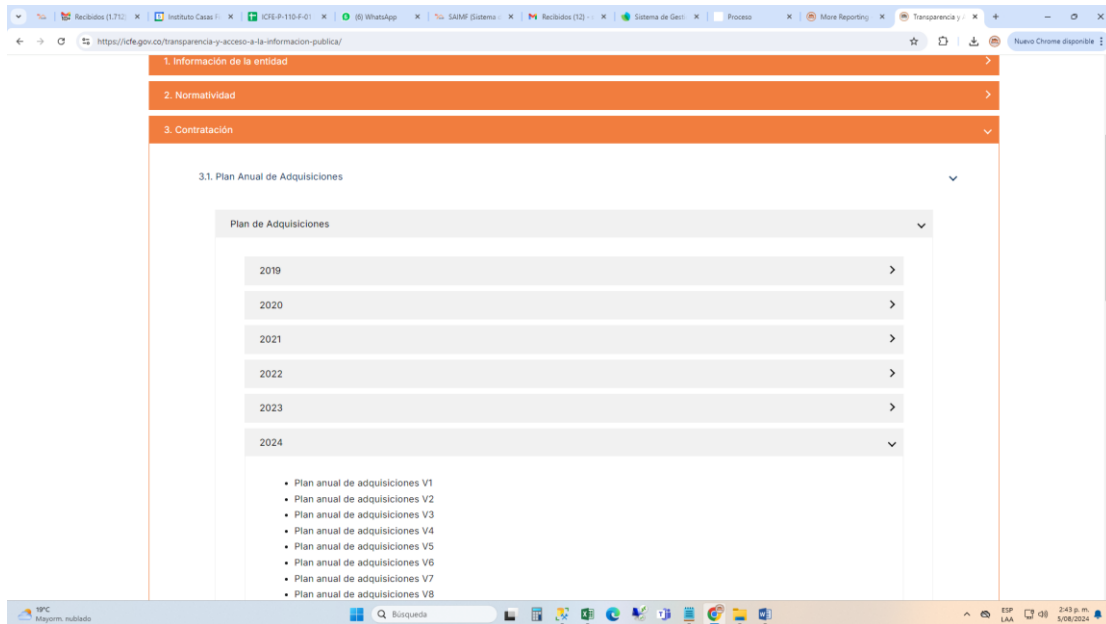 Recibidos (1.712)
Instituto Casas Fi
ICFE-P-110-F-01
(6) WhatsApp
SAIMF (Sistema
Recibidos (12) -
Sistema de Gesti
Proceso
More Reporting
Transparencia y
https://icfe.gov.co/transparencia-y-acceso-a-la-informacion-publica/
Nuevo Chrome disponible
1. Información de la entidad
2. Normatividad
3. Contratación
3.1. Plan Anual de Adquisiciones
Plan de Adquisiciones
2019
2020
2021
2022
2023
2024
• Plan anual de adquisiciones V1
• Plan anual de adquisiciones V2
• Plan anual de adquisiciones V3
• Plan anual de adquisiciones V4
• Plan anual de adquisiciones V5
• Plan anual de adquisiciones V6
• Plan anual de adquisiciones V7
• Plan anual de adquisiciones V8
19°C
Mayorm. nublado
Búsqueda
ESP
LAA
2:43 p. m.
5/08/2024